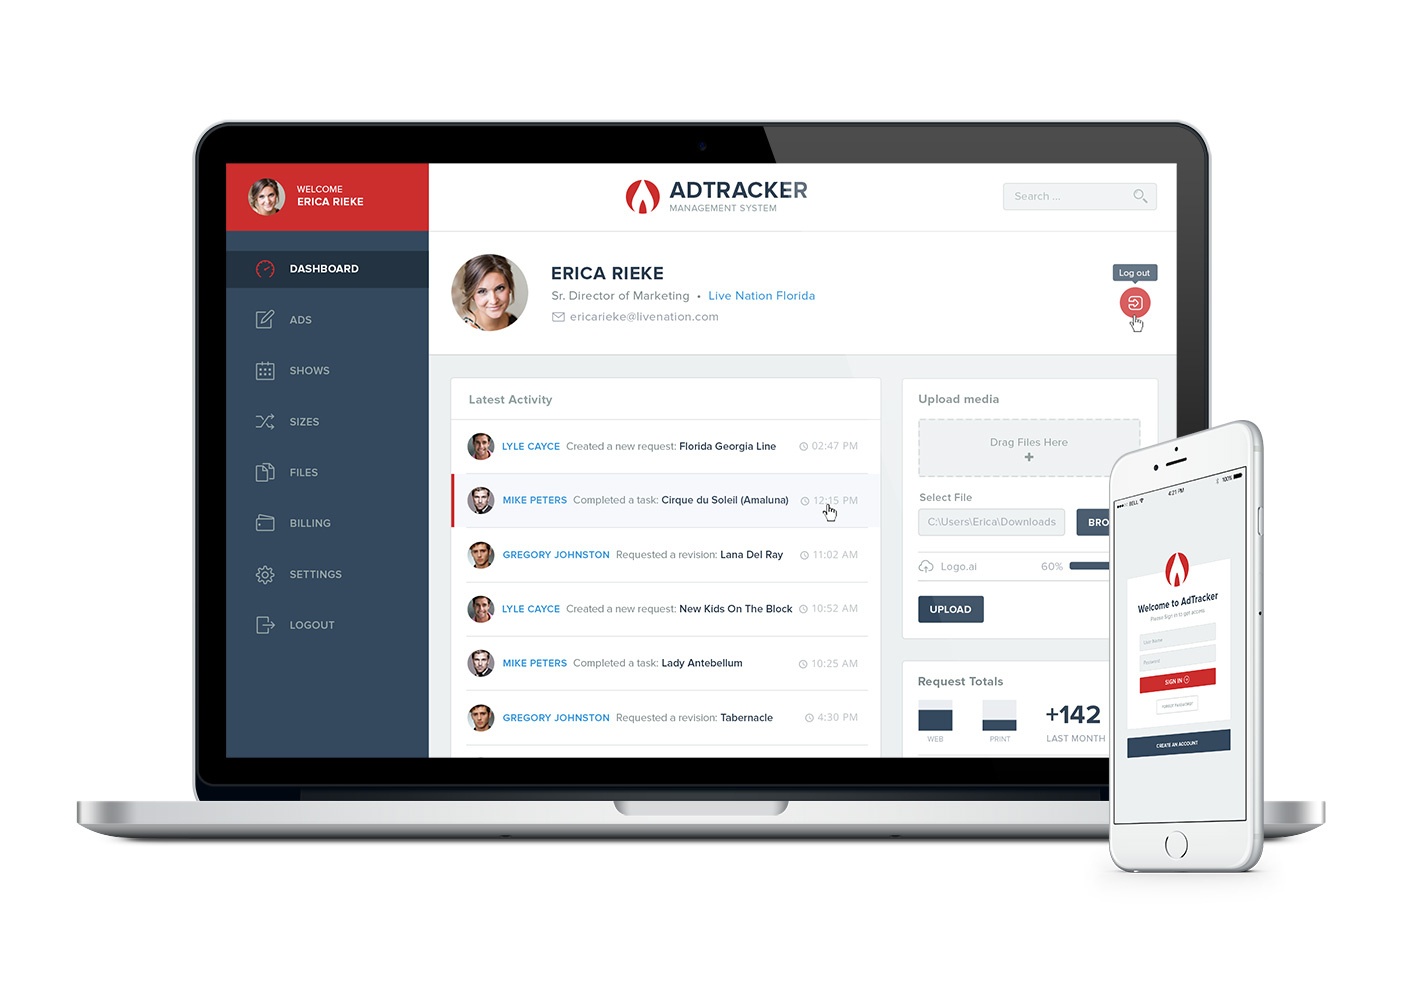 WELCOME
ERICA RIEKE
ADTRACKER
MANAGEMENT SYSTEM
Search ...
DASHBOARD
ADS
SHOWS
SIZES
FILES
BILLING
SETTINGS
LOGOUT
ERICA RIEKE
Sr. Director of Marketing • Live Nation Florida
ericarieke@livenation.com
Log out
Latest Activity
LYLE CAYCE Created a new request: Florida Georgia Line 02:47 PM
MIKE PETERS Completed a task: Cirque du Soleil (Amaluna) 12:15 PM
GREGORY JOHNSTON Requested a revision: Lana Del Ray 11:02 AM
LYLE CAYCE Created a new request: New Kids On The Block 10:52 AM
MIKE PETERS Completed a task: Lady Antebellum 10:25 AM
GREGORY JOHNSTON Requested a revision: Tabernacle 4:30 PM
Upload media
Drag Files Here
+
Select File
C:\Users\Erica\Downloads
BRO
Logo.ai 60%
UPLOAD
Request Totals
WEB
PRINT
+142
LAST MONTH
BELL 4:21 PM 100%
Welcome to AdTracker
Please Sign in to get access
User Name
Password
SIGN IN
FORGOT PASSWORD?
CREATE AN ACCOUNT